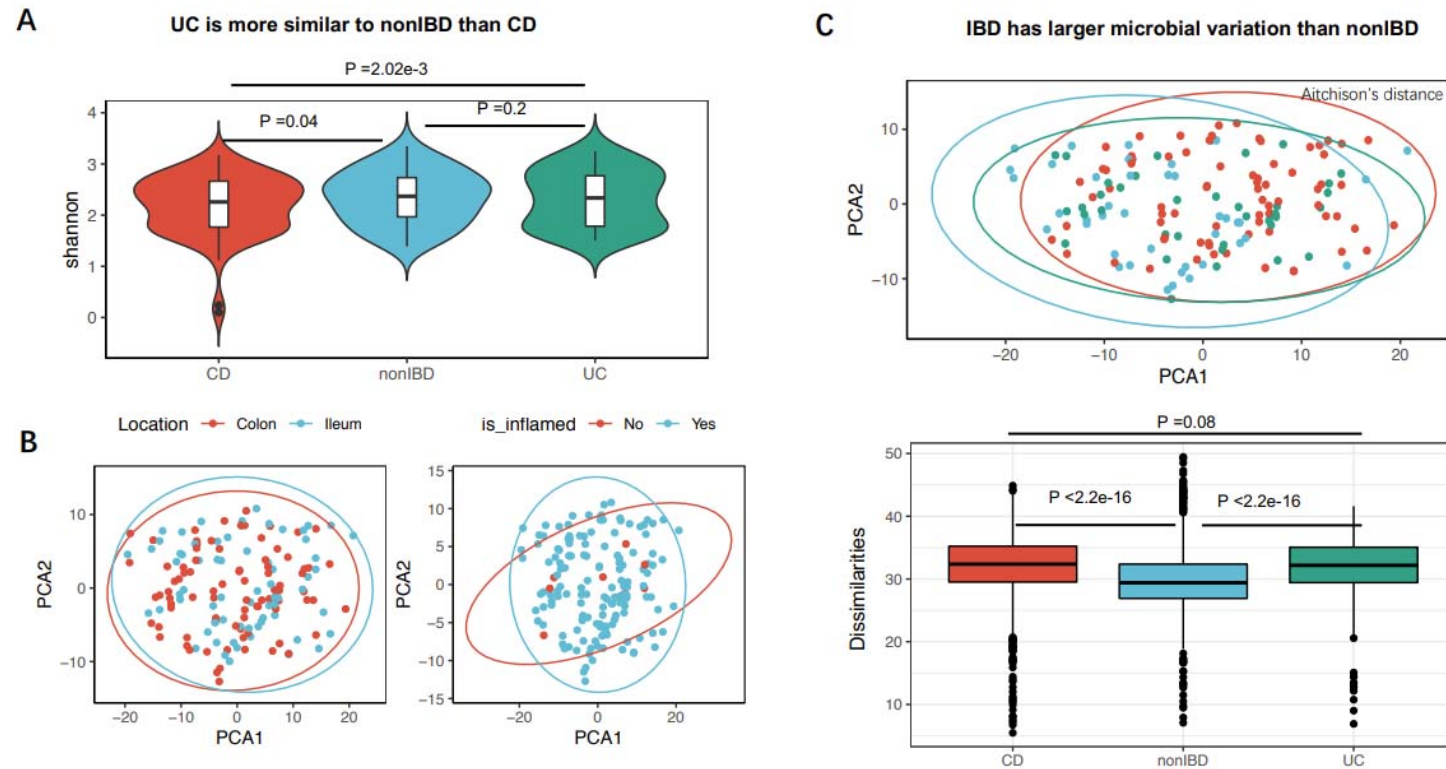 A
UC is more similar to nonIBD than CD
P =2.02e-3
P =0.04
P =0.2
4
3
2
1
0
shannon
CD
nonIBD
UC
B
Location
Colon
Ileum
10
0
−10
PCA2
−20
−10
0
10
20
PCA1
is_inflamed
No
Yes
15
10
5
0
−5
−10
−15
PCA2
−20
0
20
PCA1
C
IBD has larger microbial variation than nonIBD
Aitchison's distance
10
0
−10
PCA2
−20
−10
0
10
20
PCA1
P =0.08
P <2.2e-16
P <2.2e-16
50
40
30
20
10
Dissimilarities
CD
nonIBD
UC